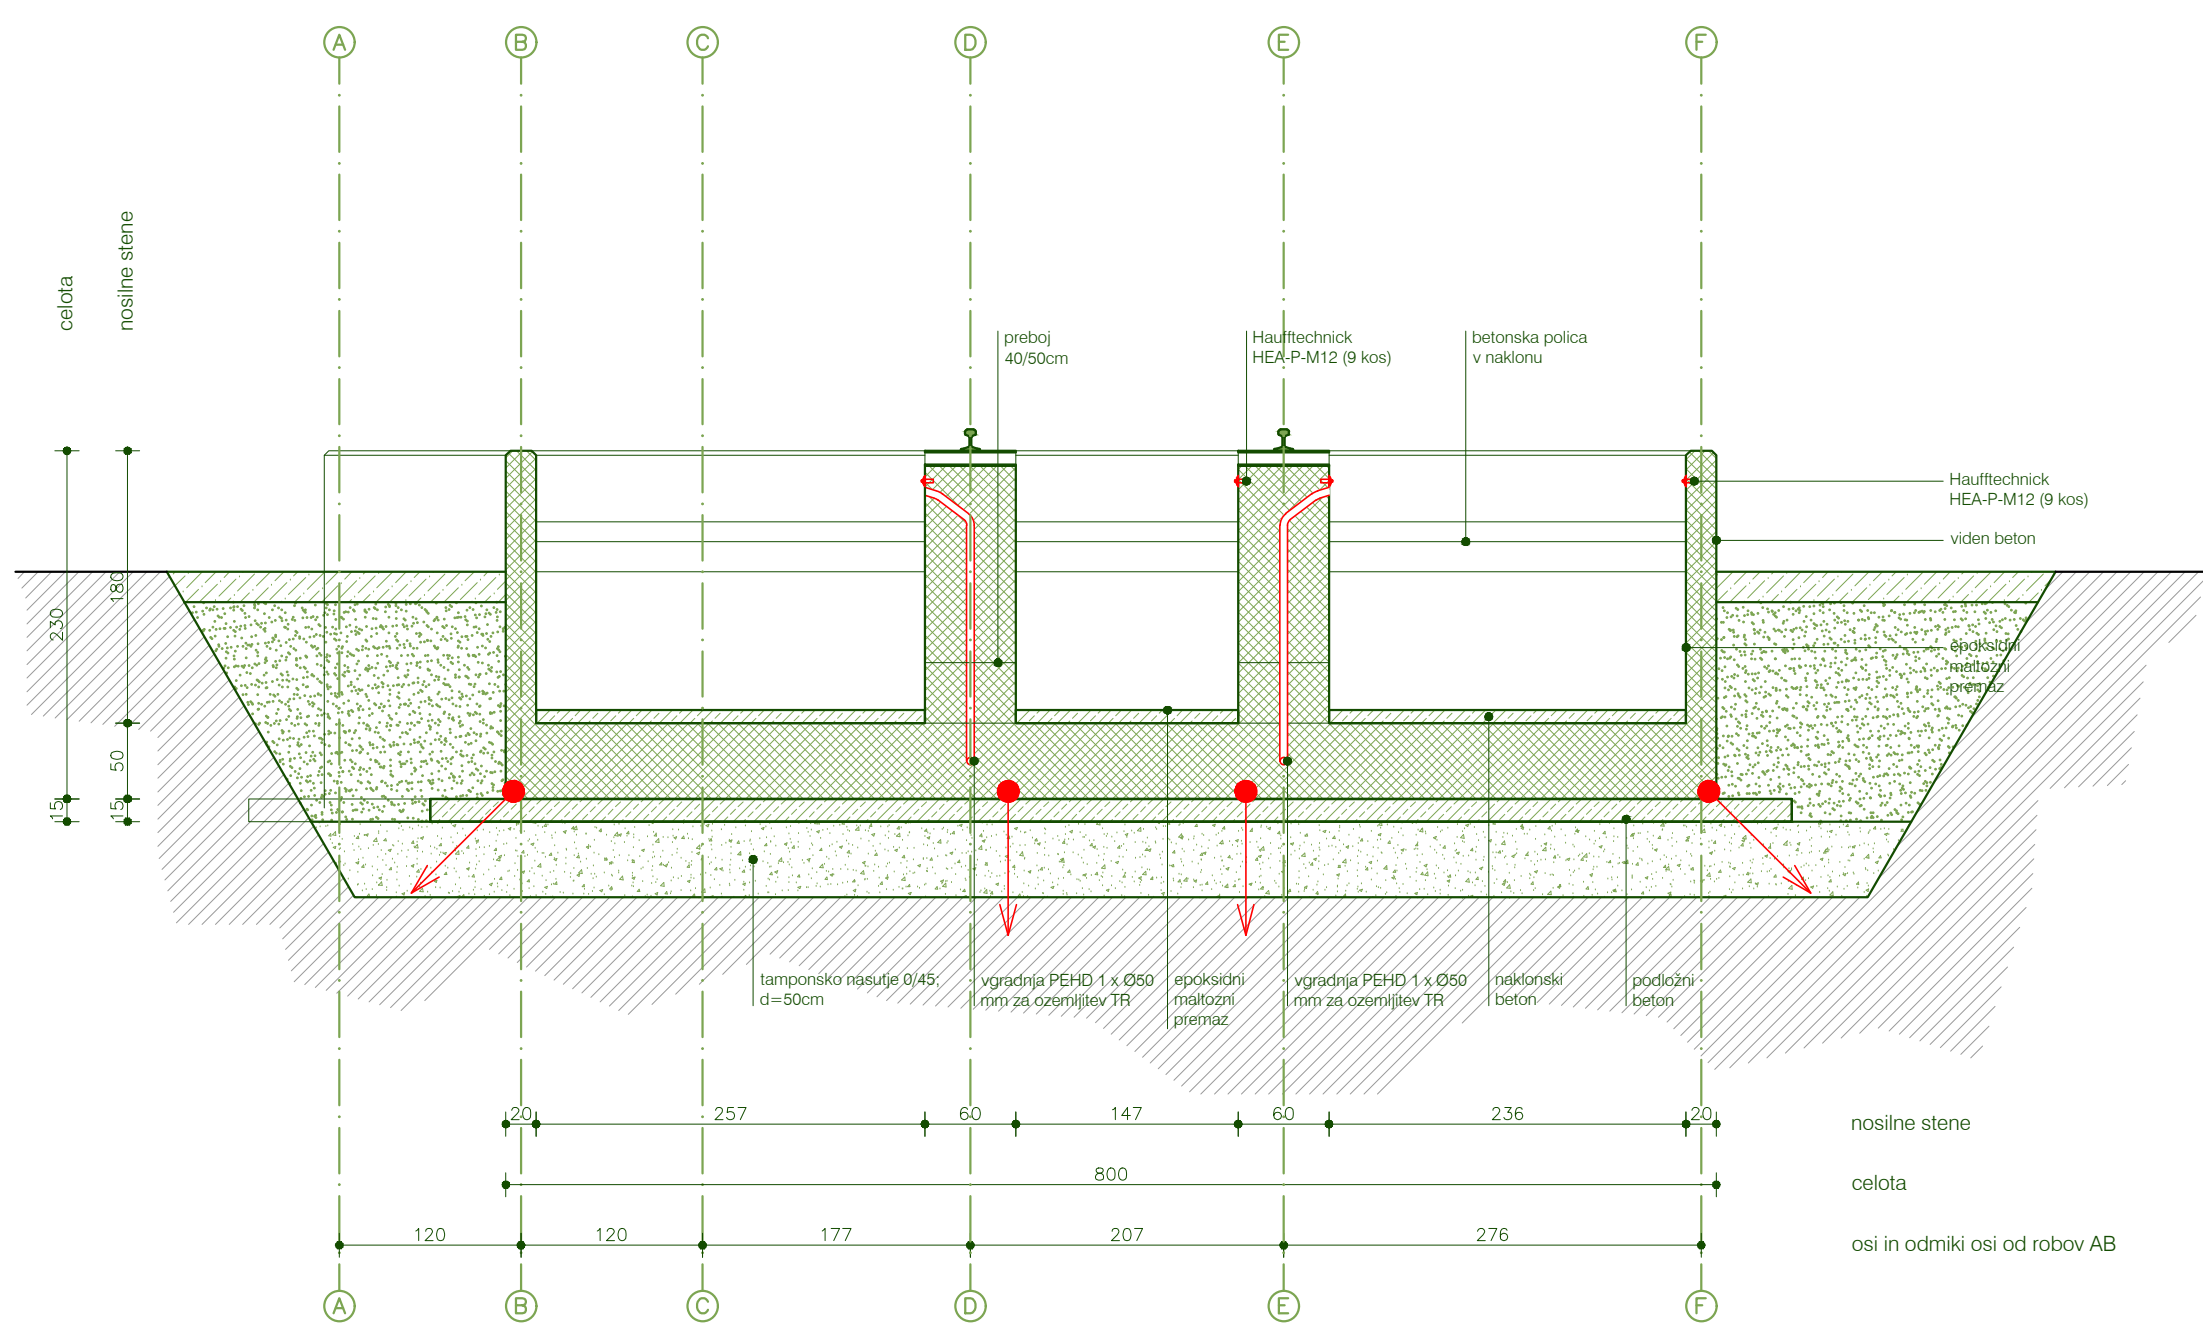 A
B
C
D
E
F
celota
nosilne stene
preboj
40/50cm
Haufftechnick
HEA-P-M12 (9 kos)
betonska polica
v naklonu
Haufftechnick
HEA-P-M12 (9 kos)
viden beton
epoksidni
maltozni
premaz
230
15
180
50
15
tamponsko nasutje 0/45;
d=50cm
vgradnja PEHD 1 x Ø50
mm za ozemljitev TR
epoksidni
maltozni
premaz
vgradnja PEHD 1 x Ø50
mm za ozemljitev TR
naklonski
beton
podložni
beton
20
257
60
147
60
236
20
nosilne stene
800
celota
120
120
177
207
276
osi in odmiki osi od robov AB
A
B
C
D
E
F